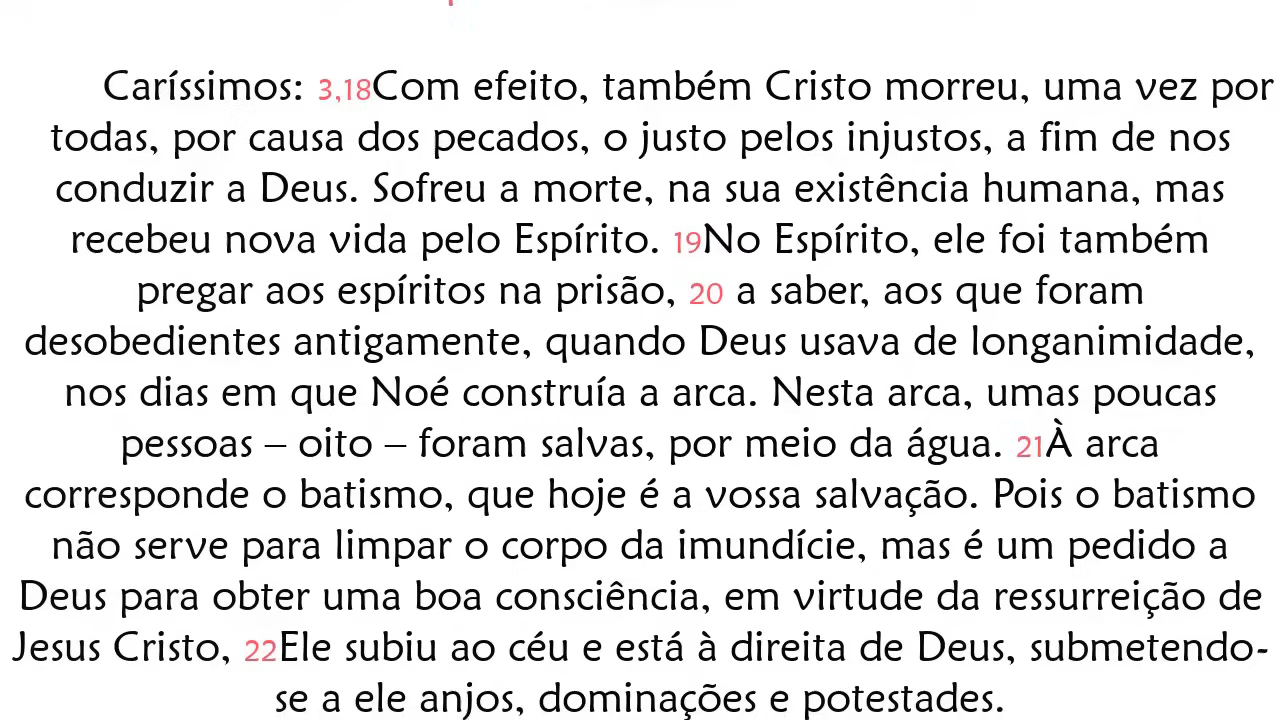 Caríssimos: 3,18Com efeito, também Cristo morreu, uma vez por
todas, por causa dos pecados, o justo pelos injustos, a fim de nos
conduzir a Deus. Sofreu a morte, na sua existência humana, mas
recebeu nova vida pelo Espírito. 19No Espírito, ele foi também
pregar aos espíritos na prisão, 20 a saber, aos que foram
desobedientes antigamente, quando Deus usava de longanimidade,
nos dias em que Noé construía a arca. Nesta arca, umas poucas
pessoas – oito – foram salvas, por meio da água. 21À arca
corresponde o batismo, que hoje é a vossa salvação. Pois o batismo
não serve para limpar o corpo da imundície, mas é um pedido a
Deus para obter uma boa consciência, em virtude da ressurreição de
Jesus Cristo, 22Ele subiu ao céu e está à direita de Deus, submetendo-
se a ele anjos, dominações e potestades.